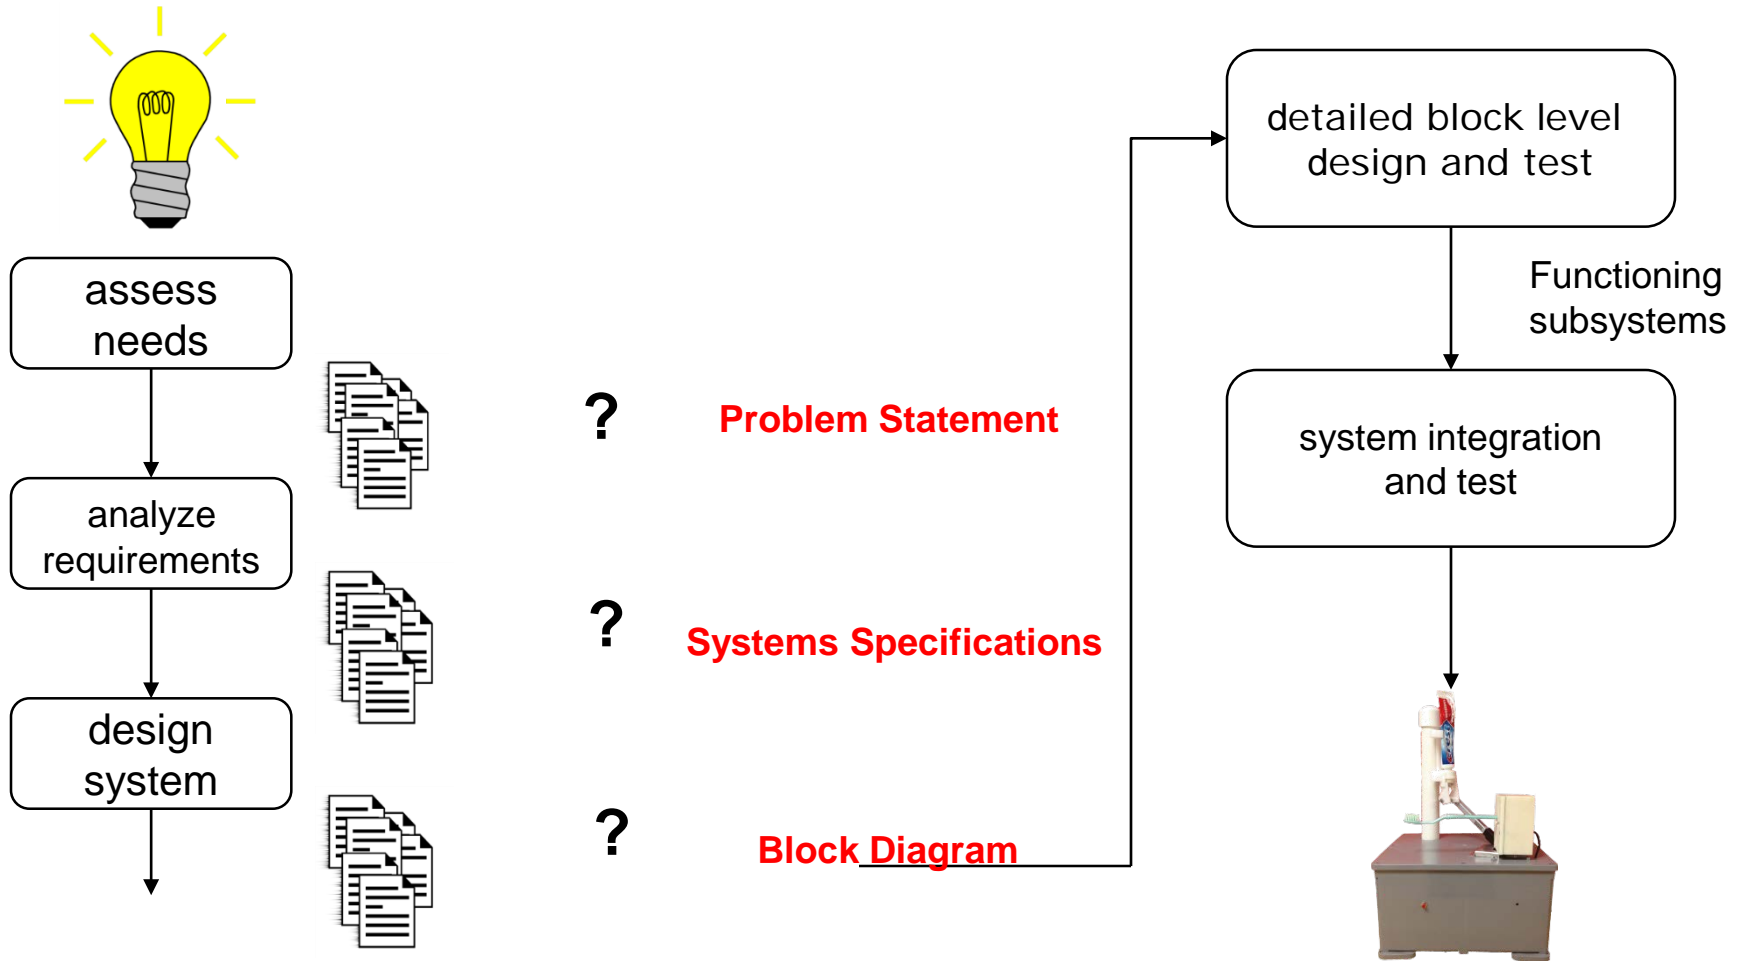 assess
needs
analyze
requirements
design
system
?
Problem Statement
?
Systems Specifications
?
Block Diagram
detailed block level
design and test
Functioning
subsystems
system integration
and test